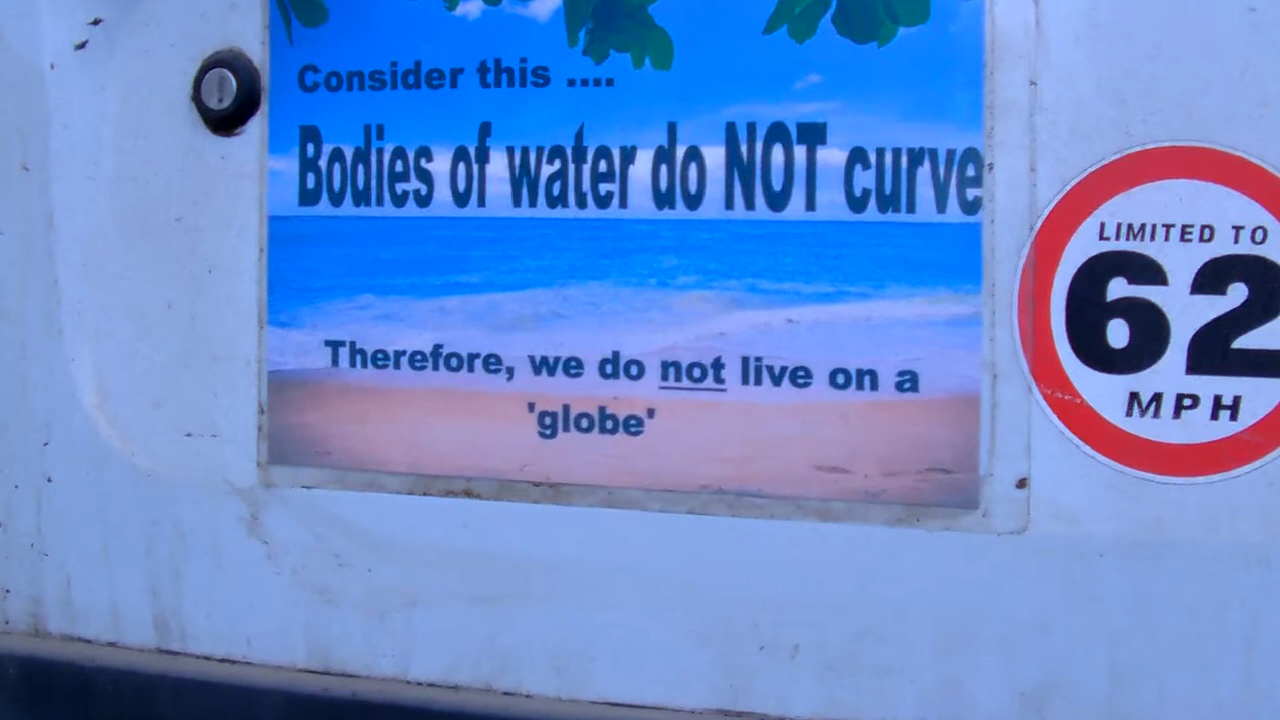 Consider this ....
Bodies of water do NOT curve
Therefore, we do not live on a
'globe'
LIMITED TO
62
MPH